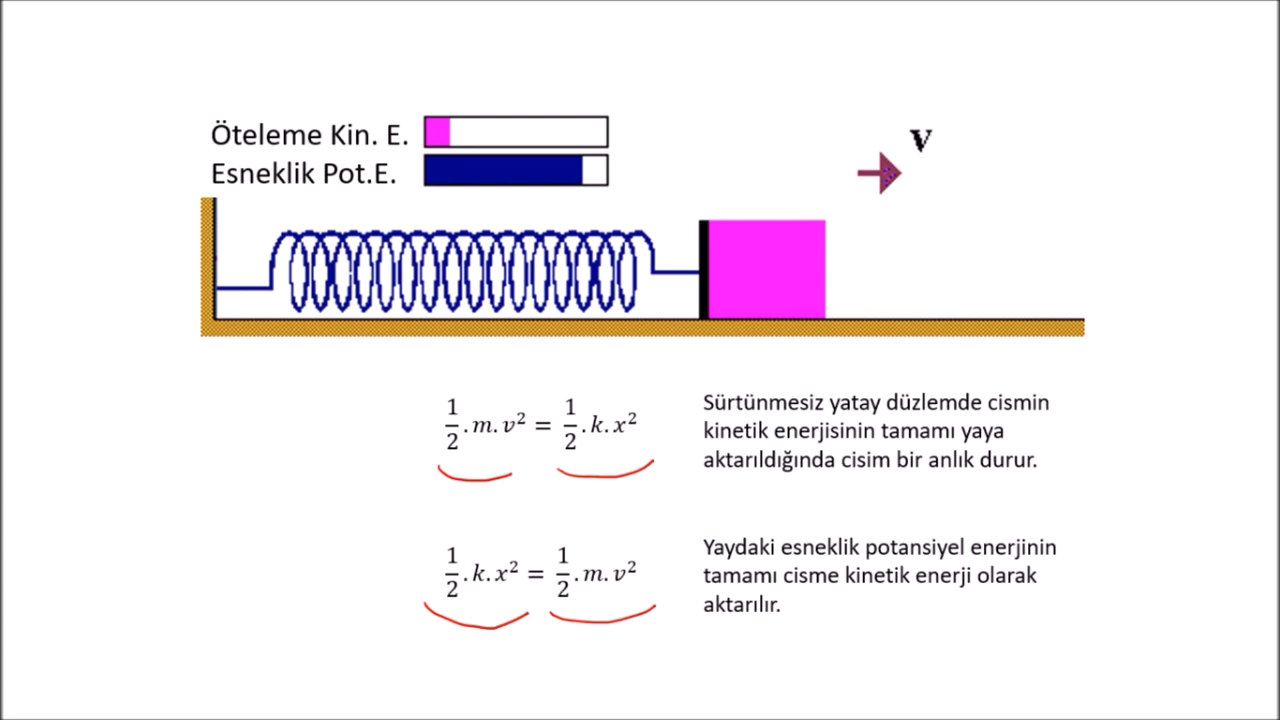 Öteleme Kin. E.
Esneklik Pot.E.
v
1/2 .m.v² = 1/2 .k.x²
Sürtünmesiz yatay düzlemde cismin
kinetik enerjisinin tamamı yaya
aktarıldığında cisim bir anlık durur.
1/2 .k.x² = 1/2 .m.v²
Yaydaki esneklik potansiyel enerjinin
tamamı cisme kinetik enerji olarak
aktarılır.